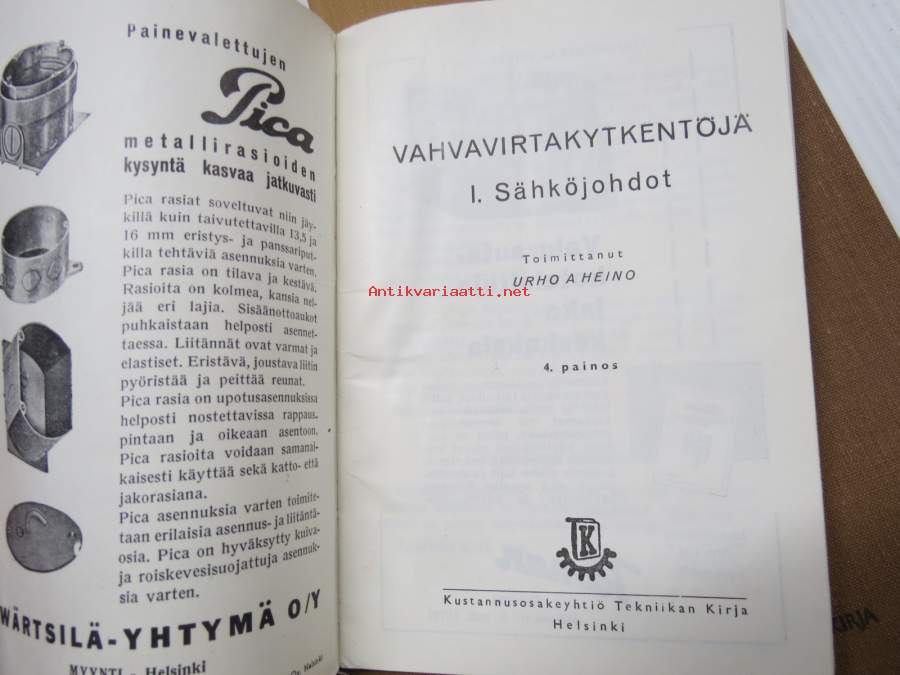 Painevalettujen
Pica
metallirasioiden
kysyntä kasvaa jatkuvasti
Pica rasiat soveltuvat niin jäy-
killä kuin taivutettavilla 13,5 ja
16 mm eristys- ja panssariput-
killa tehtäviä asennuksia varten.
Pica rasia on tilava ja kestävä.
Rasioita on kolmea, kansia nel-
jää eri lajia. Sisäänottoaukot
puhkaistaan helposti asennet-
taessa. Liitännät ovat varmat ja
elastiset. Eristävä, joustava liitin
pyöristää ja peittää reunat.
Pica rasia on upotusasennuksissa
helposti nostettavissa rappaus-
pintaan ja oikeaan asentoon.
Pica rasioita voidaan samanai-
kaisesti käyttää sekä katto- että
jakorasiana.
Pica asennuksia varten toimite-
taan erilaisia asennus- ja liitäntä-
osia. Pica on hyväksytty kuiva-
ja roiskevesisuojattuja asennuk-
sia varten.
WÄRTSILÄ-YHTYMÄ O/Y
MYYNTI - Helsinki
Oy, Helsinki
VAHVAVIRTAKYTKENTÖJÄ
I. Sähköjohdot
Toimittanut
URHO A HEINO
Antikvariaatti.net
4. painos
TK
Kustannusosakeyhtiö Tekniikan Kirja
Helsinki
KIRJA